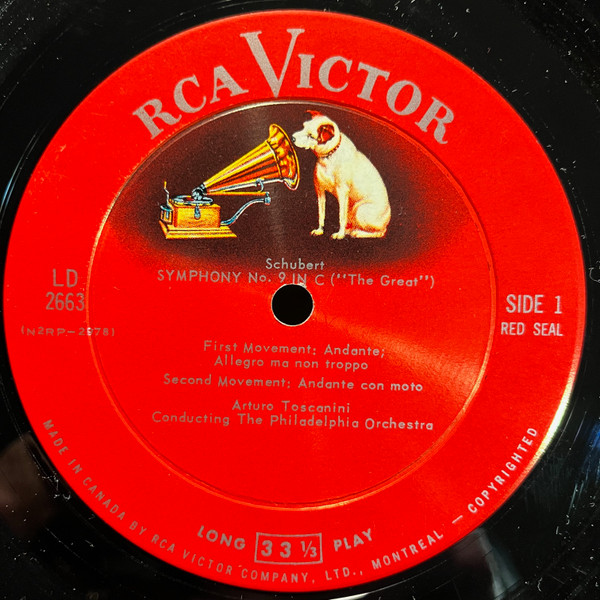 RCA VICTOR
Schubert
SYMPHONY No. 9 IN C ("The Great")
LD
2663
(N2RP-2978)
SIDE 1
RED SEAL
First Movement: Andante;
Allegro ma non troppo
Second Movement: Andante con moto
Arturo Toscanini
Conducting The Philadelphia Orchestra
LONG 33 1/3 PLAY
MADE IN CANADA BY RCA VICTOR COMPANY, LTD., MONTREAL — COPYRIGHTED